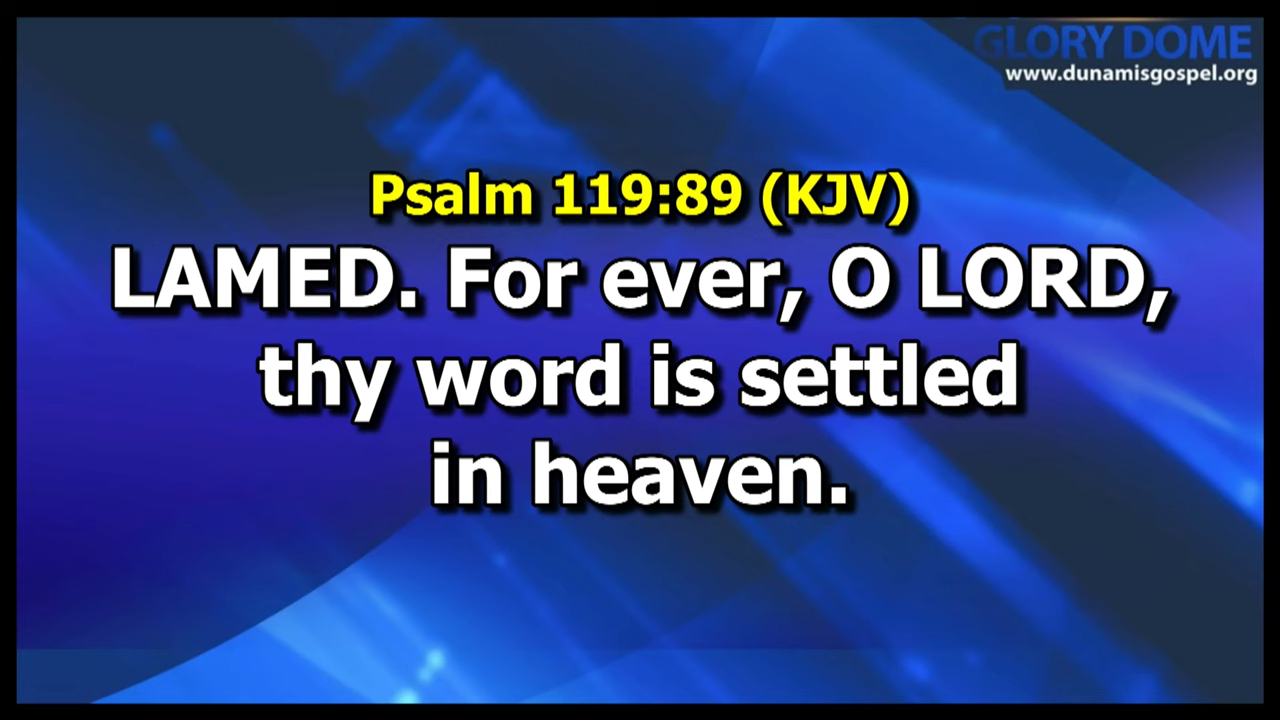 GLORY DOME
www.dunamisgospel.org
Psalm 119:89 (KJV)
LAMED. For ever, O LORD,
thy word is settled
in heaven.